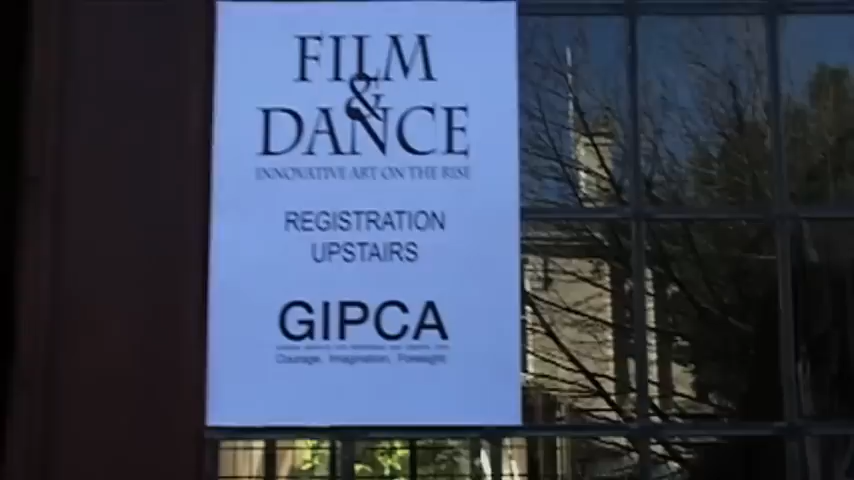 FILM
&
DANCE
INNOVATIVE ART ON THE RISE
REGISTRATION
UPSTAIRS
GIPCA
Courage. Imagination. Foresight